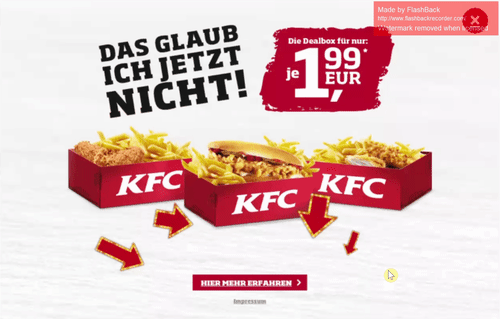 Made by FlashBack
http://www.flashbackrecorder.com/
Watermark removed when licensed
DAS GLAUB
ICH JETZT
NICHT!
Die Dealbox für nur:
je 1,99* EUR
KFC
KFC
KFC
HIER MEHR ERFAHREN
Impressum